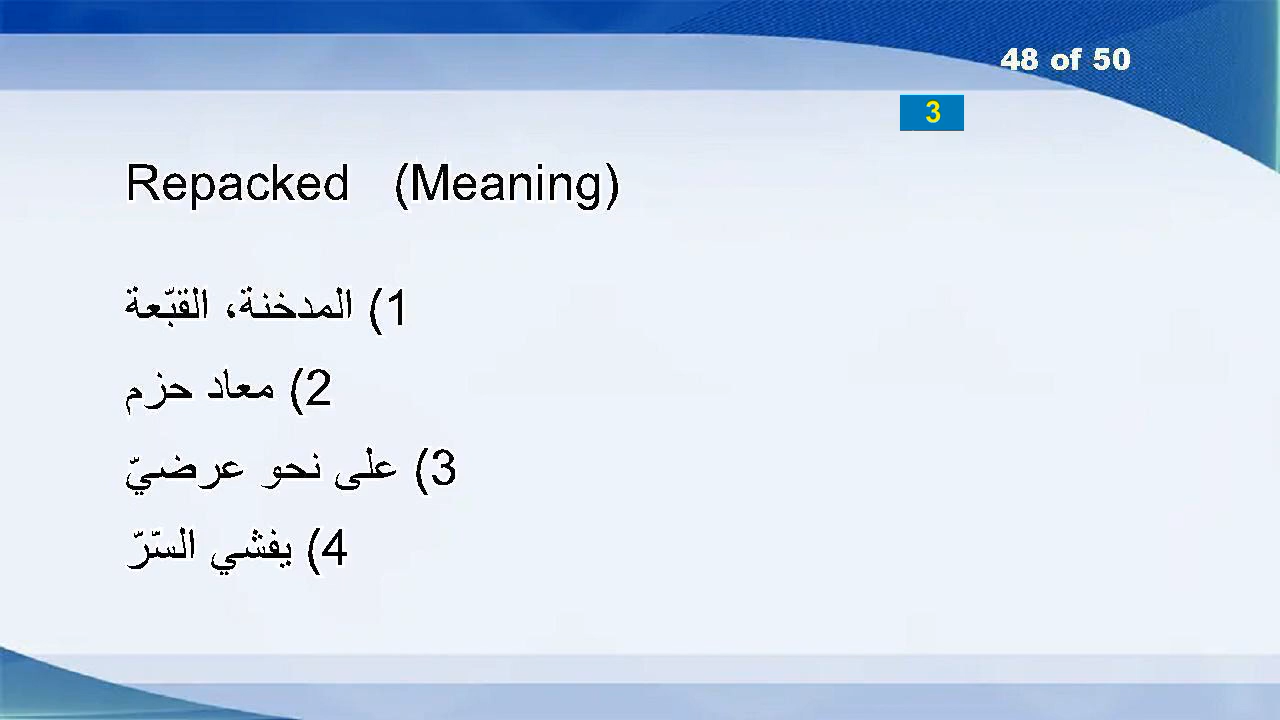 48 of 50
3
Repacked (Meaning)
1) المدخنة، القبّعة
2) معاد حزم
3) على نحو عرضيّ
4) يفشي السّرّ